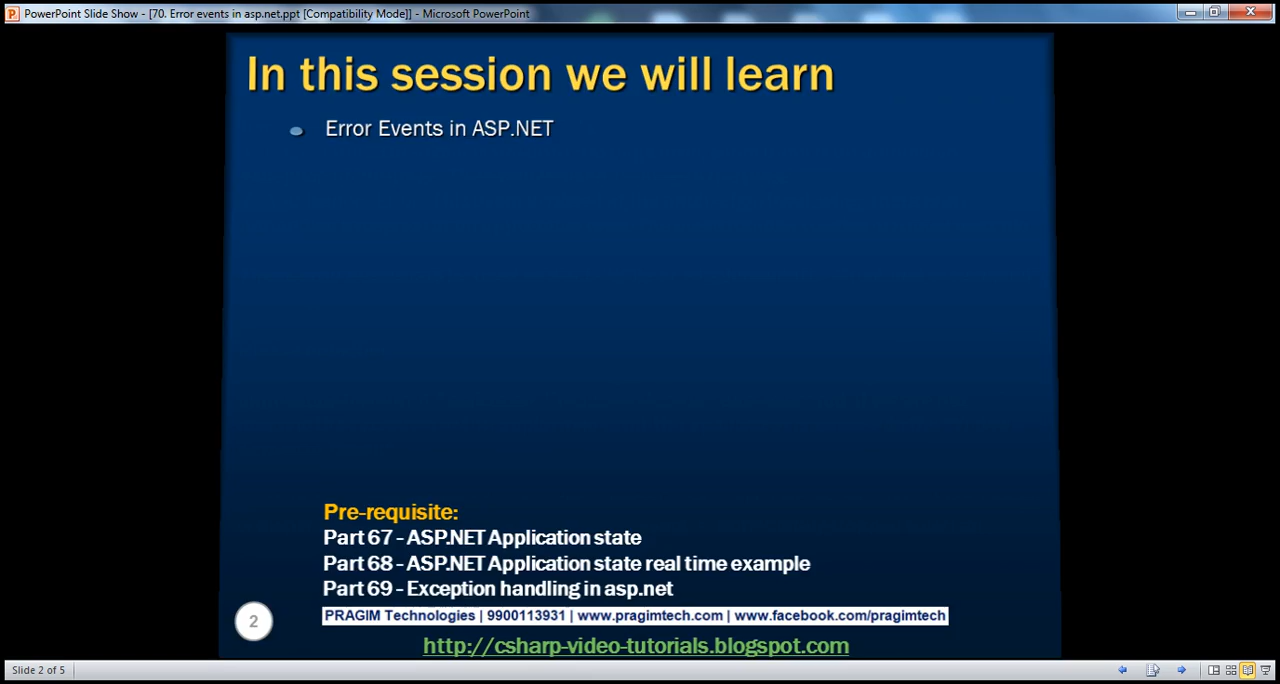 PowerPoint Slide Show - [70. Error events in asp.net.ppt [Compatibility Mode]] - Microsoft PowerPoint
In this session we will learn
Error Events in ASP.NET
Pre-requisite:
Part 67 - ASP.NET Application state
Part 68 - ASP.NET Application state real time example
Part 69 - Exception handling in asp.net
PRAGIM Technologies | 9900113931 | www.pragimtech.com | www.facebook.com/pragimtech
2
http://csharp-video-tutorials.blogspot.com
Slide 2 of 5